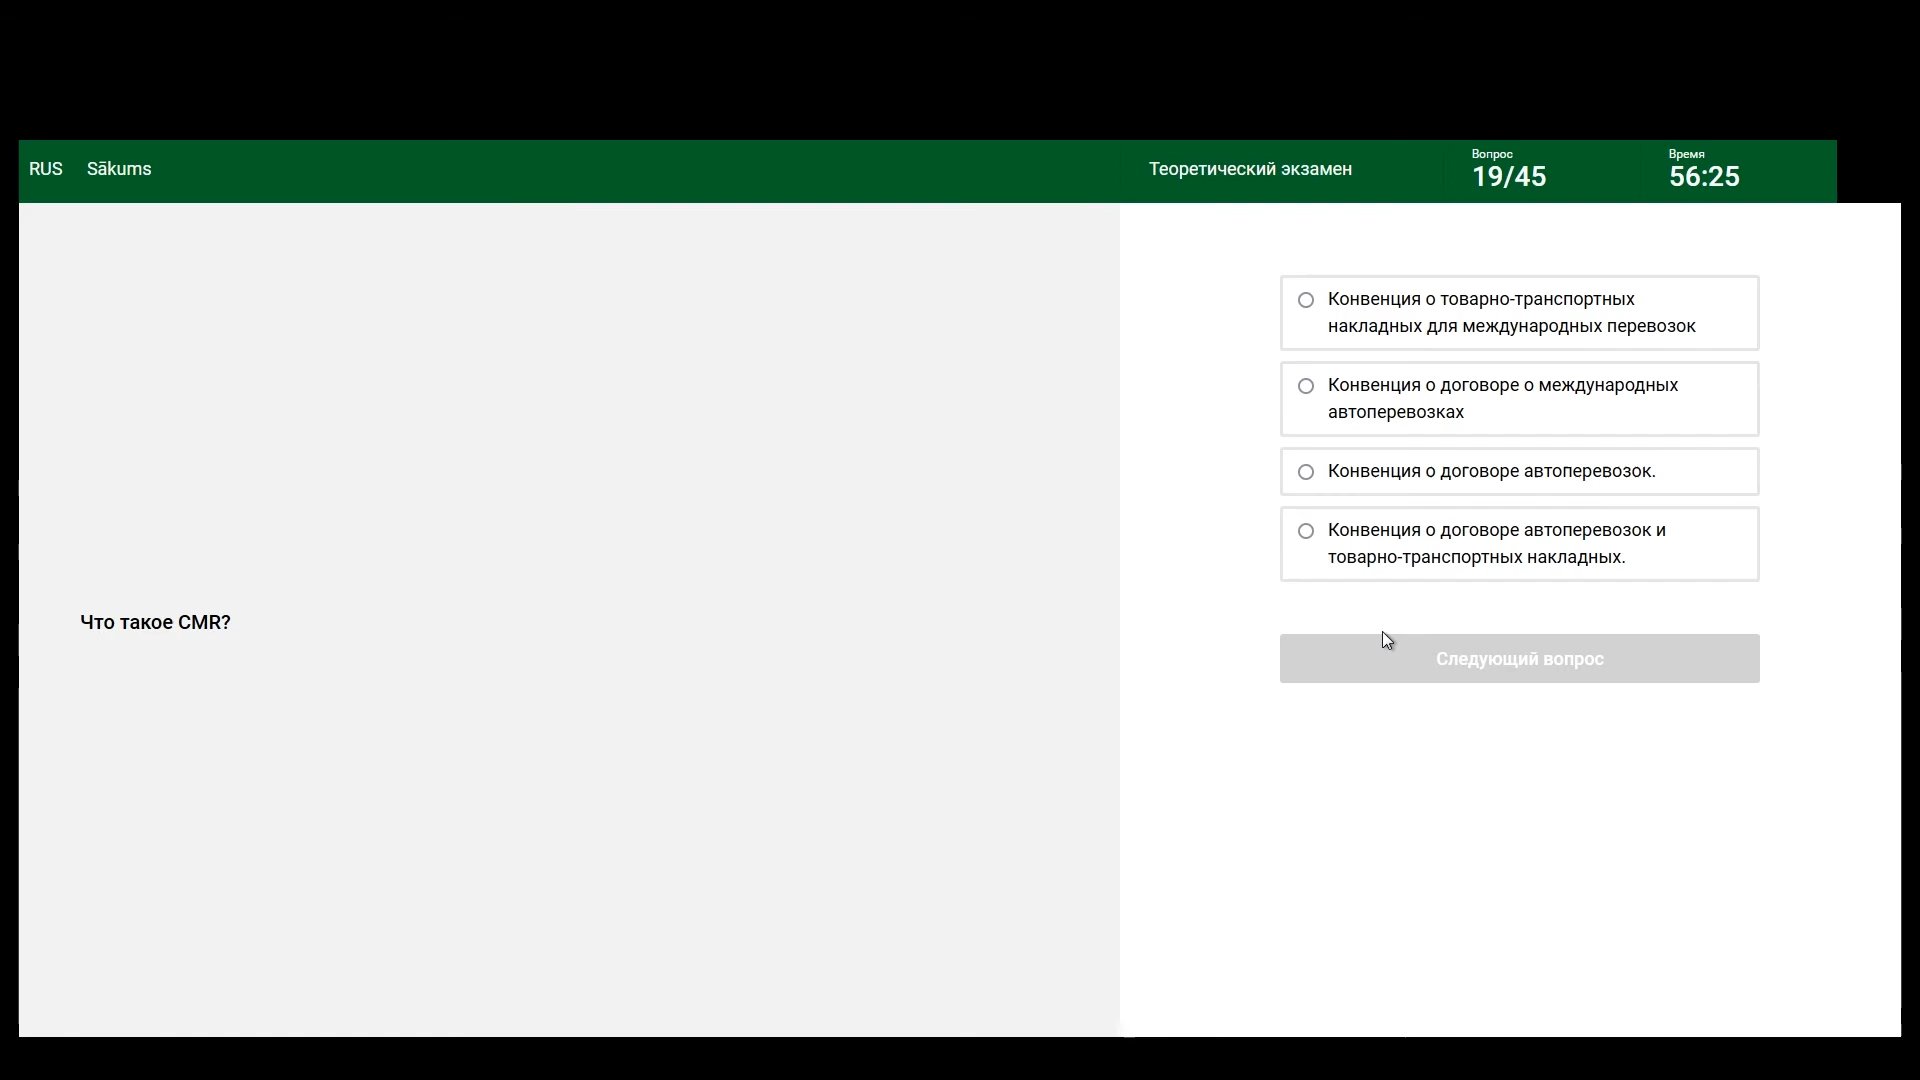 RUS Sākums Теоретический экзамен
Вопрос
19/45
Время
56:25
Что такое CMR?
Конвенция о товарно-транспортных
накладных для международных перевозок
Конвенция о договоре о международных
автоперевозках
Конвенция о договоре автоперевозок.
Конвенция о договоре автоперевозок и
товарно-транспортных накладных.
Следующий вопрос